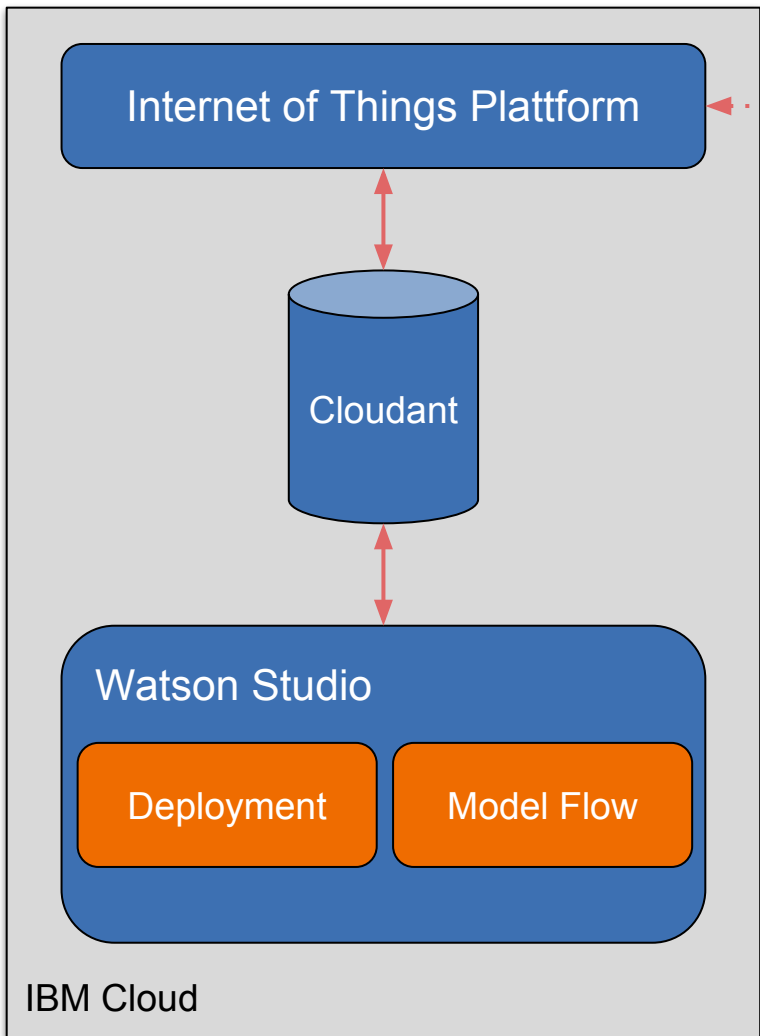 Internet of Things Plattform
Cloudant
Watson Studio
Deployment
Model Flow
IBM Cloud